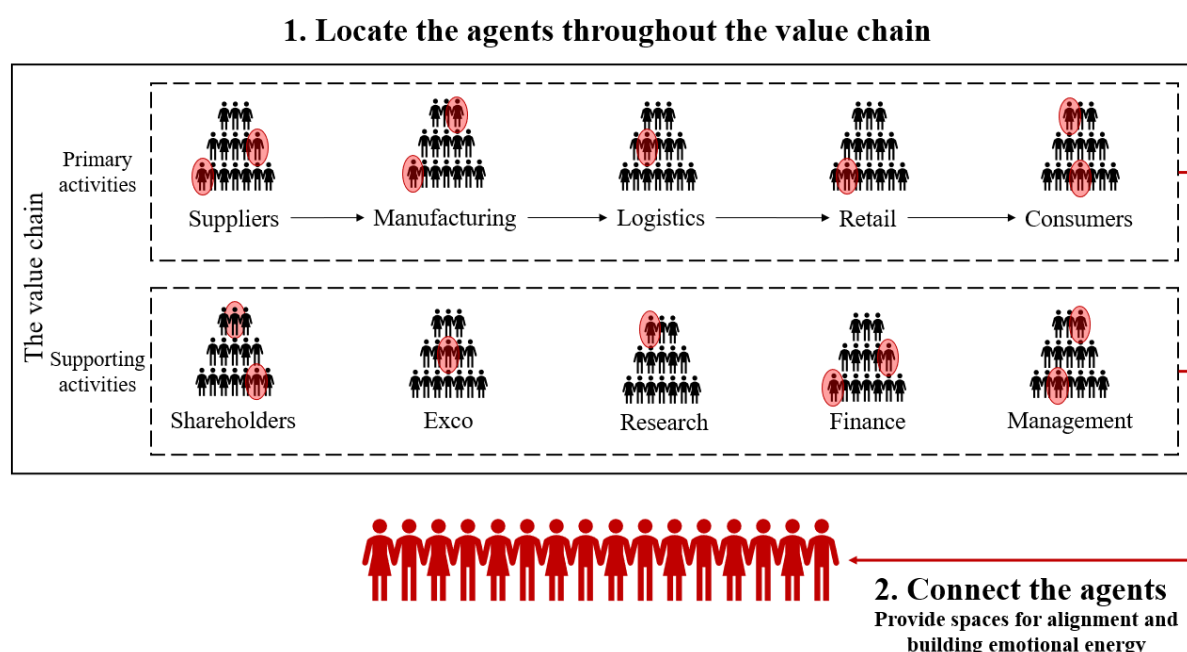 1. Locate the agents throughout the value chain
The value chain
Primary
activities
Suppliers
Manufacturing
Logistics
Retail
Consumers
Supporting
activities
Shareholders
Exco
Research
Finance
Management
2. Connect the agents
Provide spaces for alignment and
building emotional energy